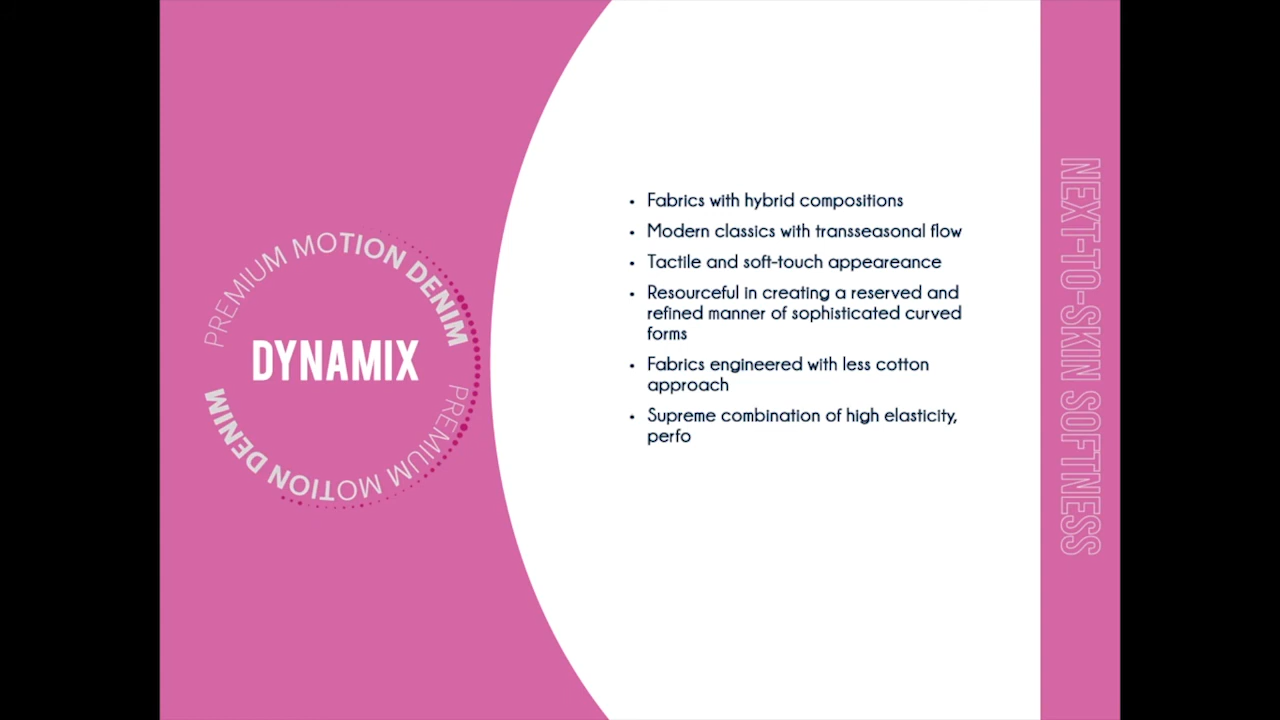 PREMIUM MOTION DENIM
DYNAMIX
PREMIUM MOTION DENIM
• Fabrics with hybrid compositions
• Modern classics with transseasonal flow
• Tactile and soft-touch appeareance
• Resourceful in creating a reserved and
refined manner of sophisticated curved
forms
• Fabrics engineered with less cotton
approach
• Supreme combination of high elasticity,
perfo
NEXT-TO-SKIN SOFTNESS